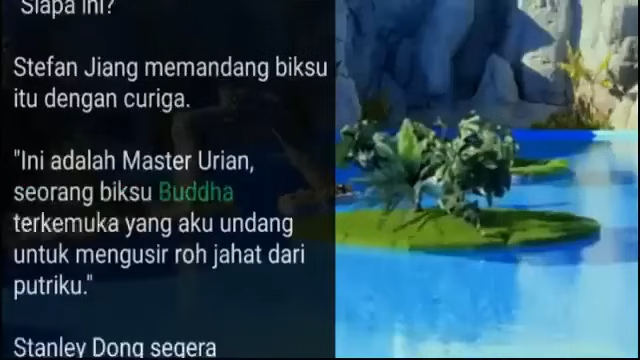 "Siapa ini?
Stefan Jiang memandang biksu
itu dengan curiga.
"Ini adalah Master Urian,
seorang biksu Buddha
terkemuka yang aku undang
untuk mengusir roh jahat dari
putriku."
Stanley Dong segera